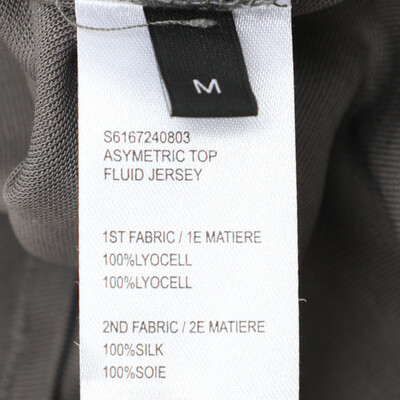 M
S6167240803
ASYMETRIC TOP
FLUID JERSEY
1ST FABRIC / 1E MATIERE
100%LYOCELL
100%LYOCELL
2ND FABRIC / 2E MATIERE
100%SILK
100%SOIE